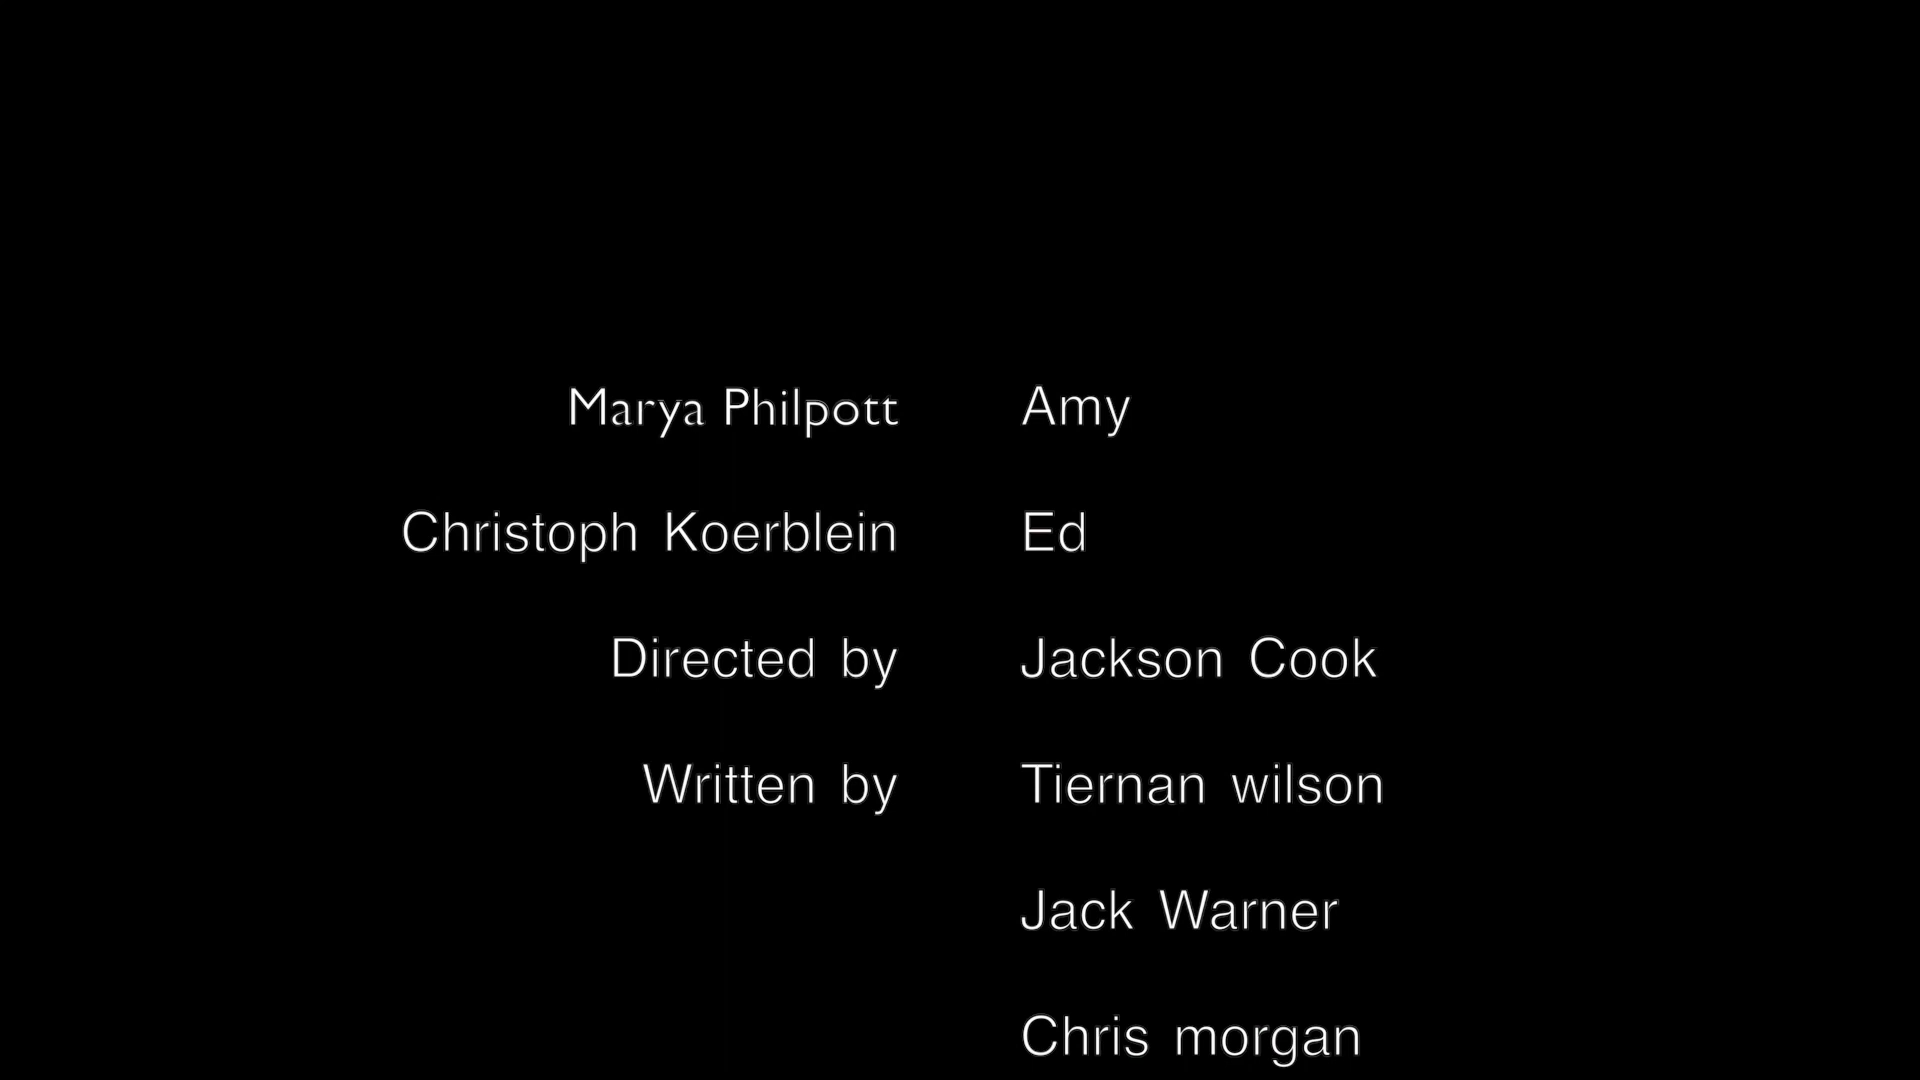 Marya Philpott Amy
Christoph Koerblein Ed
Directed by Jackson Cook
Written by Tiernan wilson
Jack Warner
Chris morgan